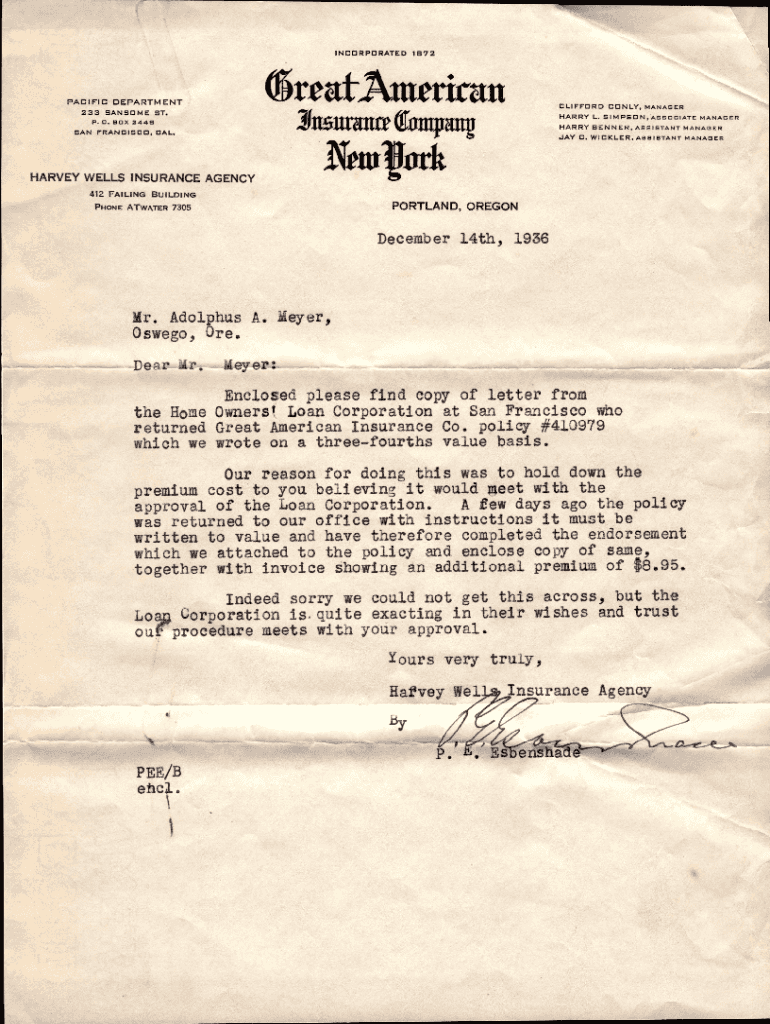 INCORPORATED 1872
Great American
Insurance Company
New York
PACIFIC DEPARTMENT
233 SANSOME ST.
P. O. BOX 3448
SAN FRANCISCO, CAL.
CLIFFORD CONLY, MANAGER
HARRY L. SIMPSON, ASSOCIATE MANAGER
HARRY BENNER, ASSISTANT MANAGER
JAY C. WICKLER, ASSISTANT MANAGER
HARVEY WELLS INSURANCE AGENCY
412 FAILING BUILDING
PHONE ATWATER 7305
PORTLAND, OREGON
December 14th, 1936
Mr. Adolphus A. Meyer,
Oswego, Ore.
Dear Mr. Meyer:
Enclosed please find copy of letter from
the Home Owners' Loan Corporation at San Francisco who
returned Great American Insurance Co. policy #410979
which we wrote on a three-fourths value basis.
Our reason for doing this was to hold down the
premium cost to you believing it would meet with the
approval of the Loan Corporation. A few days ago the policy
was returned to our office with instructions it must be
written to value and have therefore completed the endorsement
which we attached to the policy and enclose copy of same,
together with invoice showing an additional premium of $8.95.
Indeed sorry we could not get this across, but the
Loan Corporation is quite exacting in their wishes and trust
our procedure meets with your approval.
Yours very truly,
Harvey Wells Insurance Agency
By
P. E. Esbenshade
PEE/B
encl.